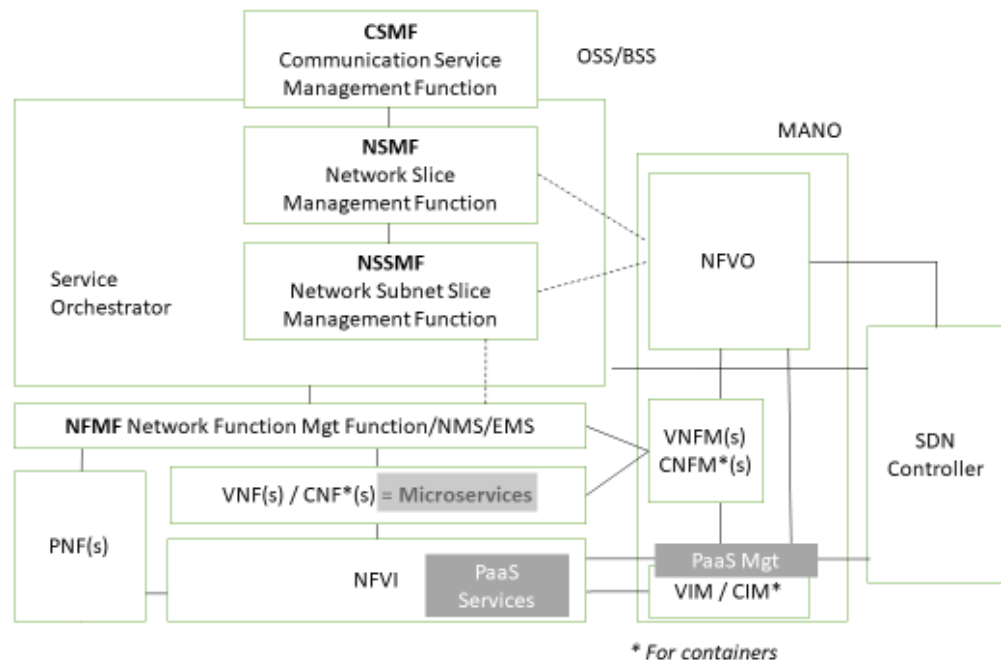 CSMF
Communication Service
Management Function
OSS/BSS
MANO
NSMF
Network Slice
Management Function
NSSMF
Network Subnet Slice
Management Function
Service
Orchestrator
NFVO
NFMF Network Function Mgt Function/NMS/EMS
VNFM(s)
CNFM*(s)
SDN
Controller
VNF(s) / CNF*(s) = Microservices
PNF(s)
NFVI
PaaS
Services
PaaS Mgt
VIM / CIM*
* For containers